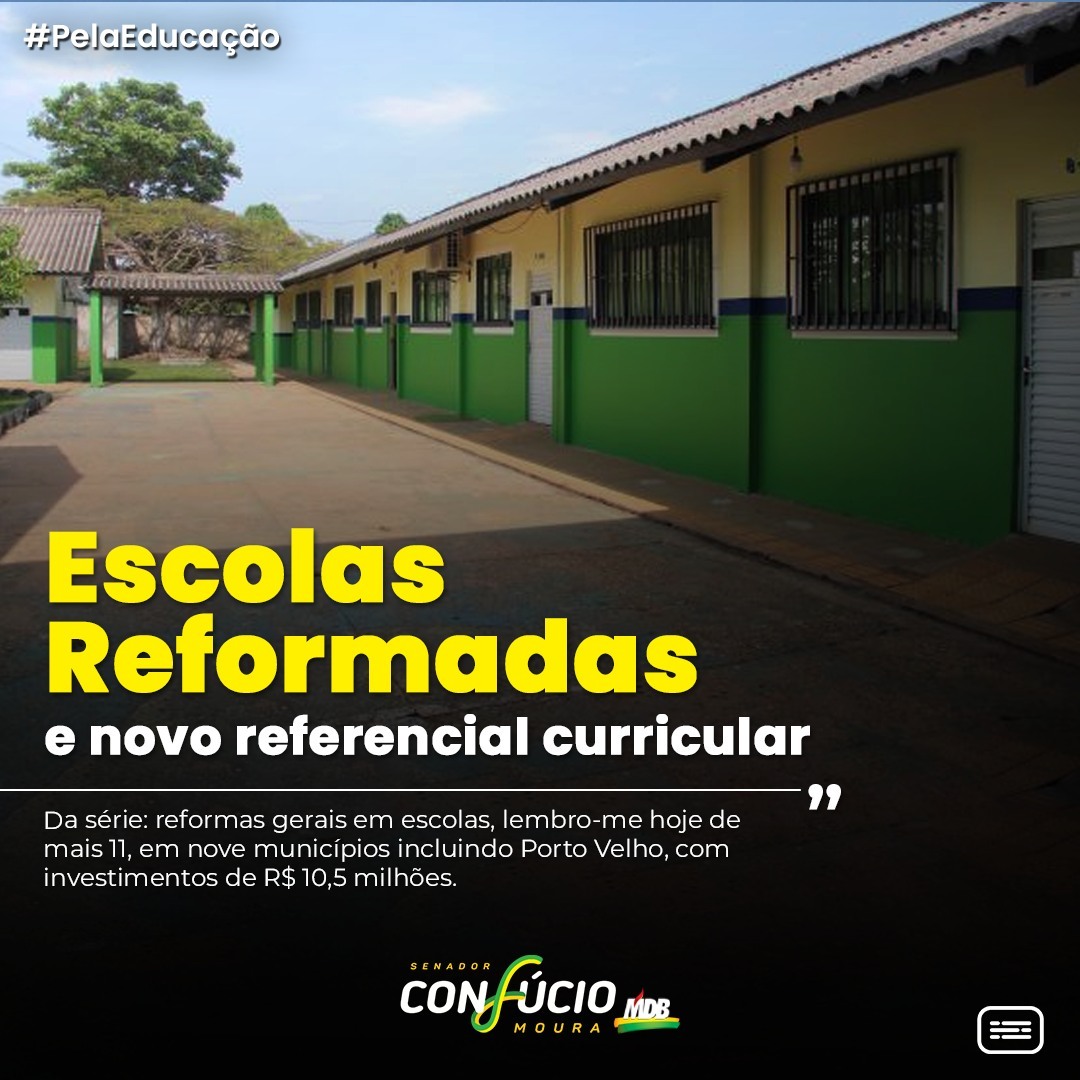 #PelaEducação
Escolas
Reformadas
e novo referencial curricular
”
Da série: reformas gerais em escolas, lembro-me hoje de
mais 11, em nove municípios incluindo Porto Velho, com
investimentos de R$ 10,5 milhões.
SENADOR
CONFÚCIO
MOURA
MDB